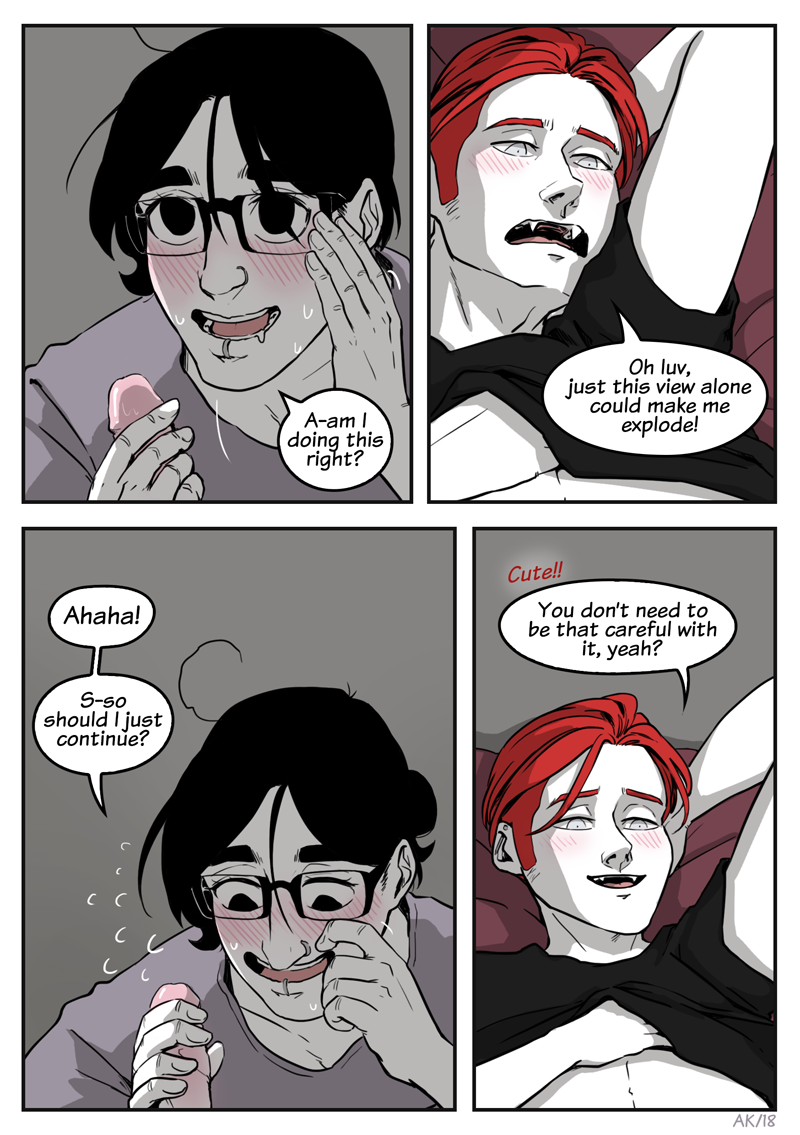 A-am I
doing this
right?
Oh luv,
just this view alone
could make me
explode!
Ahaha!
S-so
should I just
continue?
Cute!!
You don't need to
be that careful with
it, yeah?
AK/18